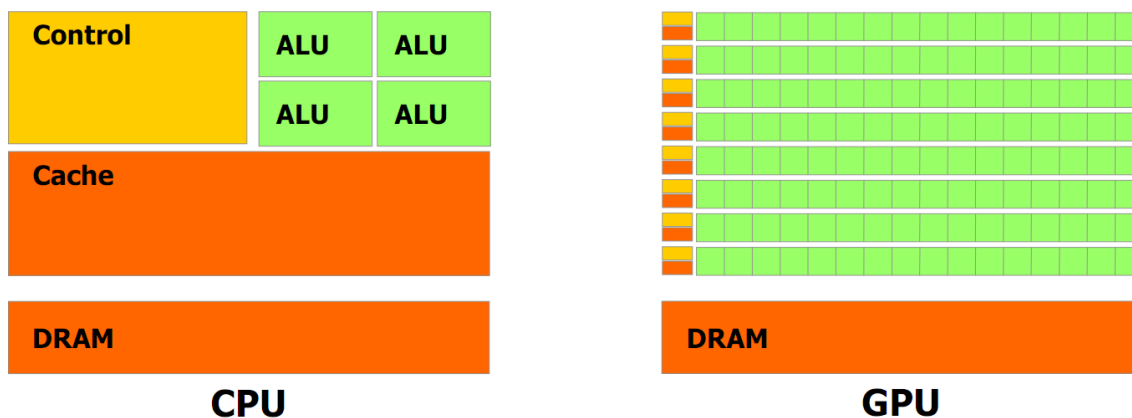 Control
ALU ALU
ALU ALU
Cache
DRAM
CPU
DRAM
GPU